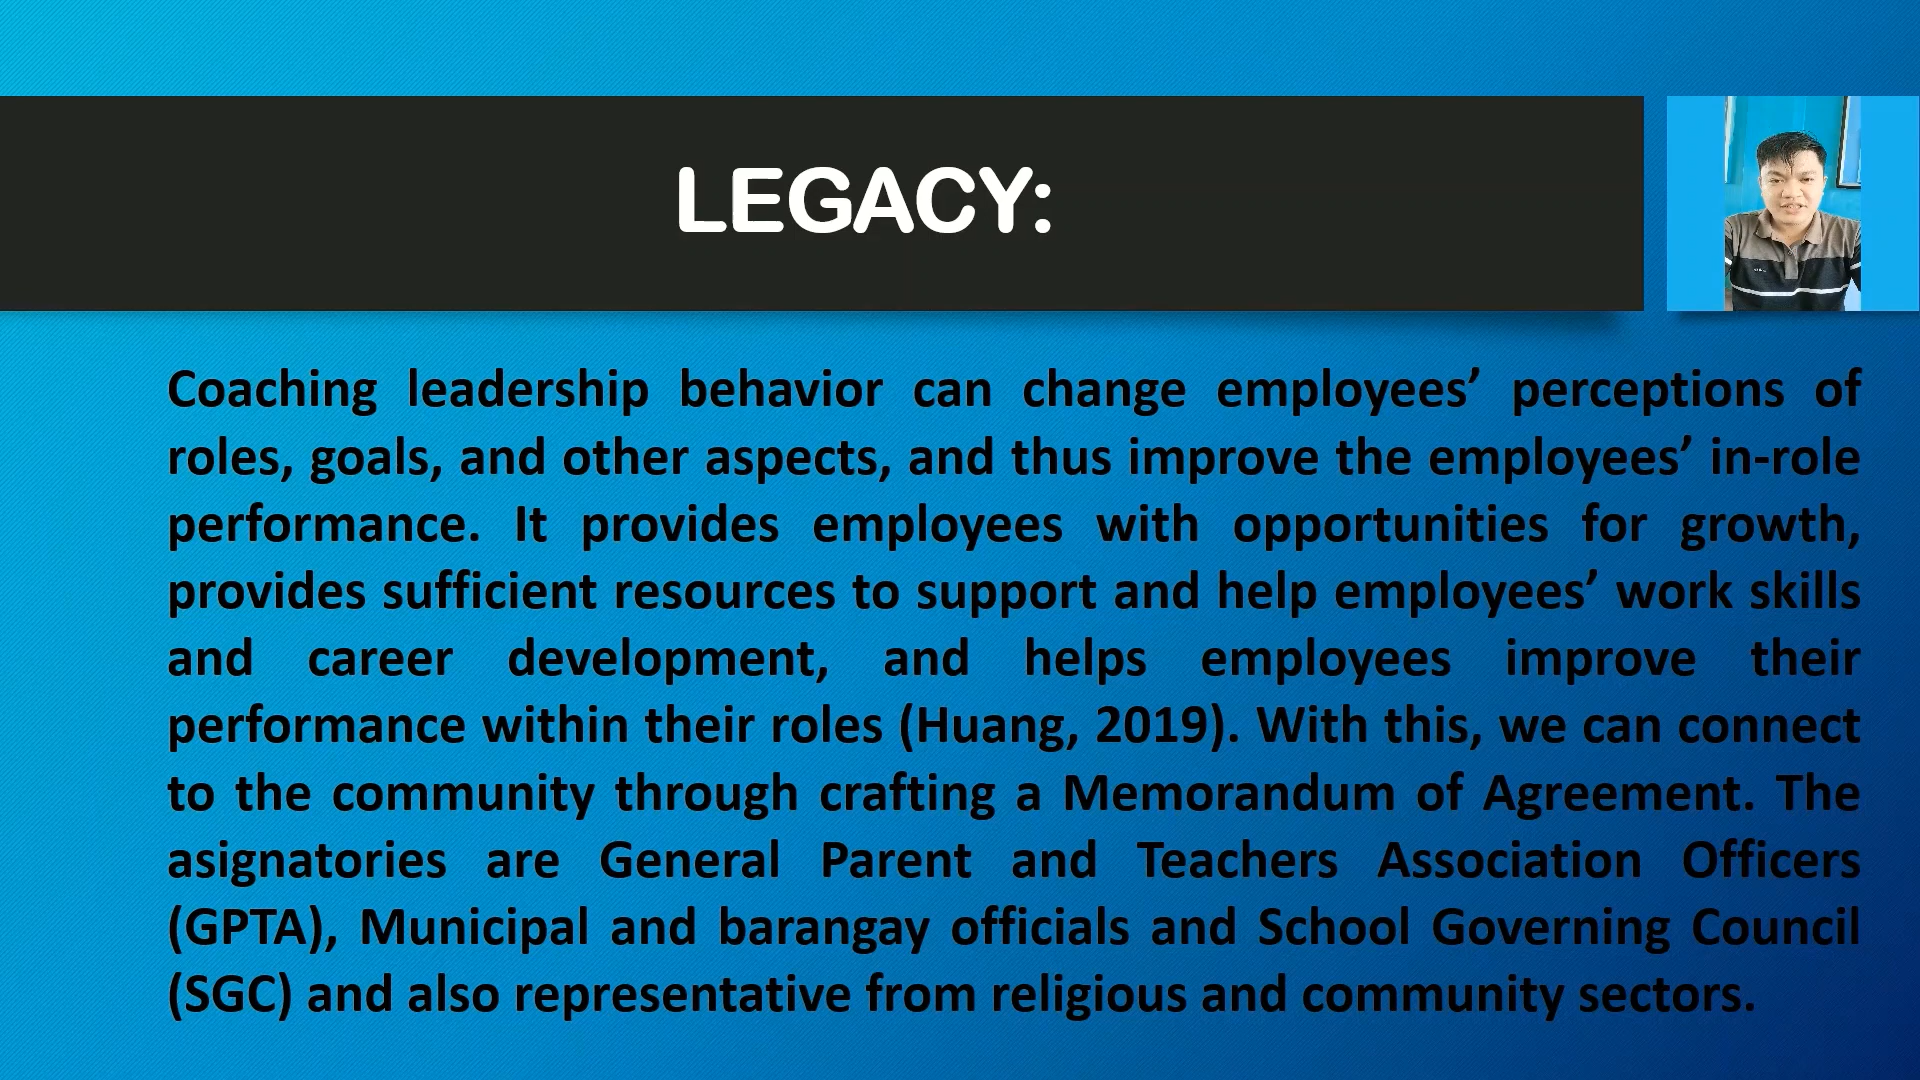 LEGACY:
Coaching leadership behavior can change employees’ perceptions of
roles, goals, and other aspects, and thus improve the employees’ in-role
performance. It provides employees with opportunities for growth,
provides sufficient resources to support and help employees’ work skills
and career development, and helps employees improve their
performance within their roles (Huang, 2019). With this, we can connect
to the community through crafting a Memorandum of Agreement. The
asignatories are General Parent and Teachers Association Officers
(GPTA), Municipal and barangay officials and School Governing Council
(SGC) and also representative from religious and community sectors.